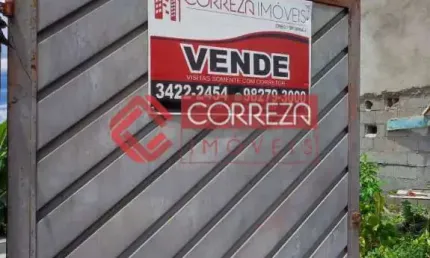 CORREZA IMÓVEIS
VENDE
VISITAS SOMENTE COM CORRETOR
3422-2454 98279-3000
CORREZA
IMÓVEIS